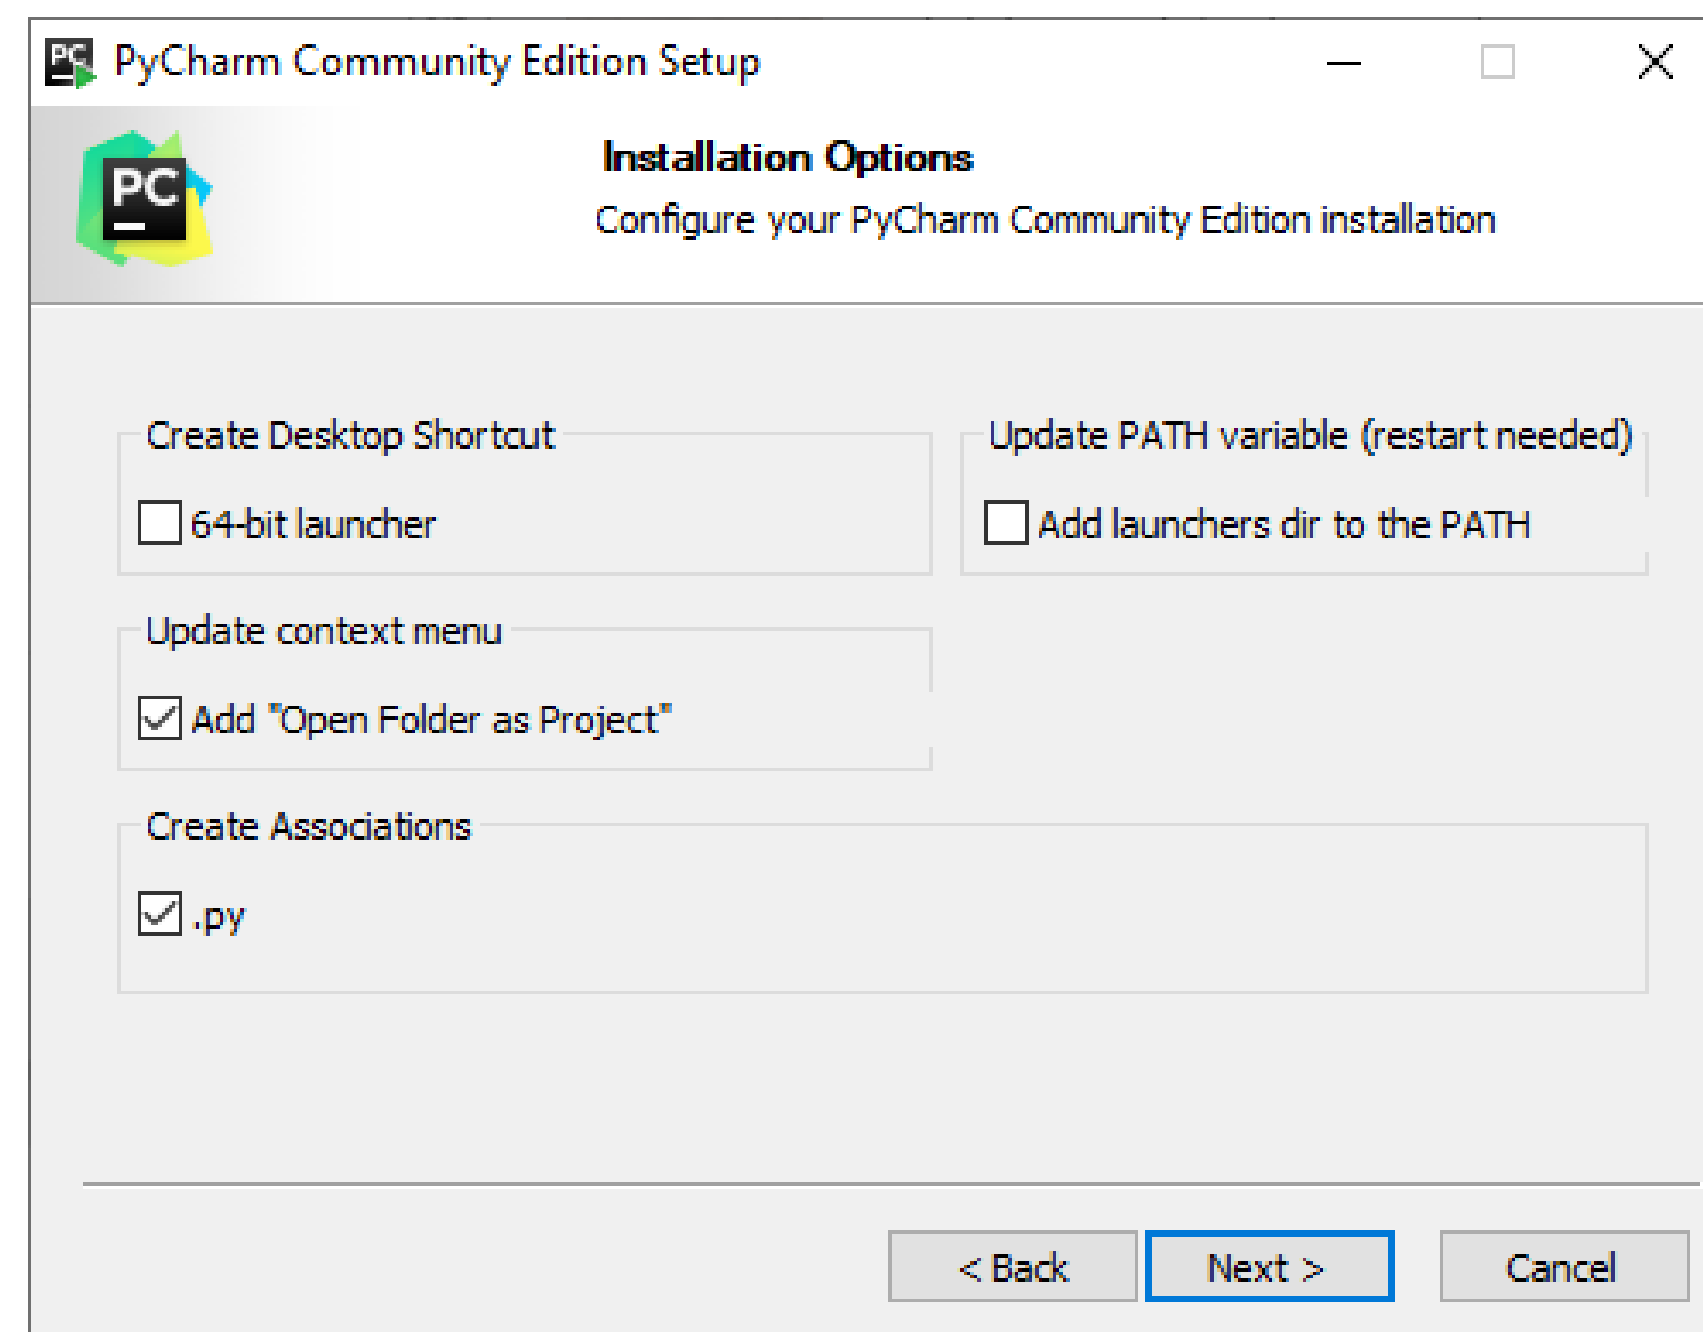 PC PyCharm Community Edition Setup
PC
Installation Options
Configure your PyCharm Community Edition installation
Create Desktop Shortcut
64-bit launcher
Update PATH variable (restart needed)
Add launchers dir to the PATH
Update context menu
Add "Open Folder as Project"
Create Associations
.py
< Back
Next >
Cancel